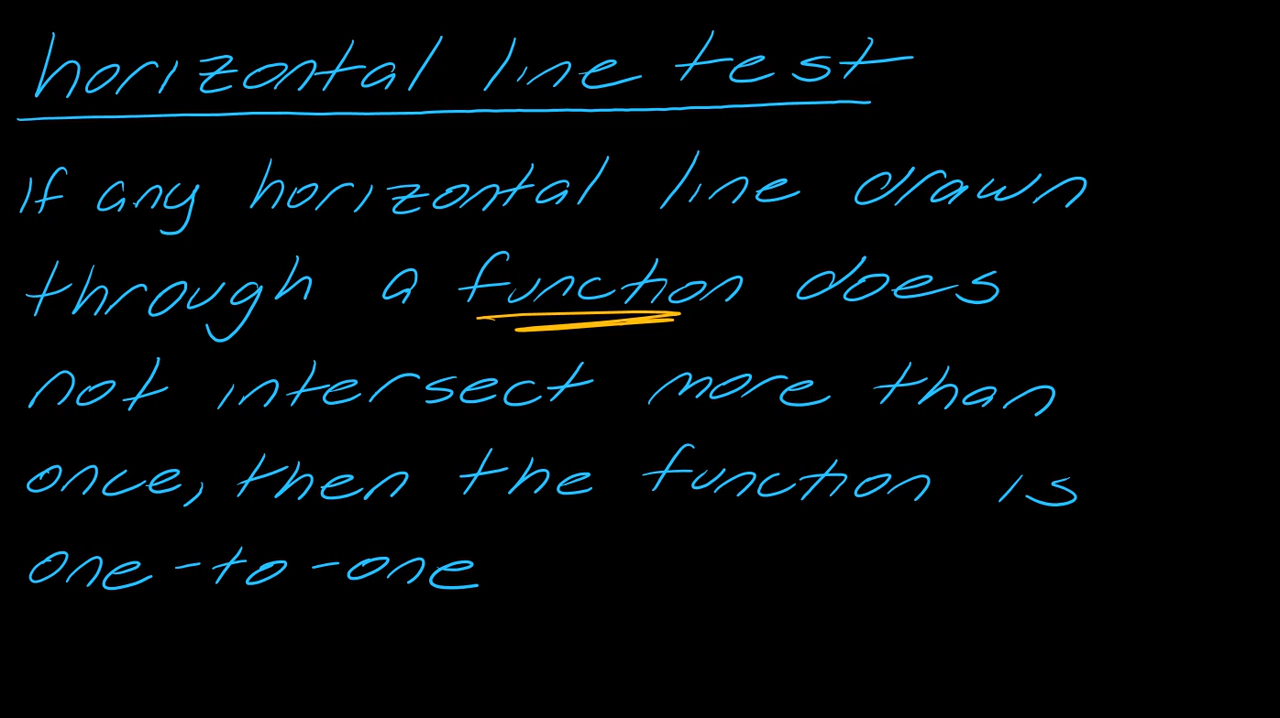 horizontal line test
if any horizontal line drawn
through a function does
not intersect more than
once, then the function is
one-to-one